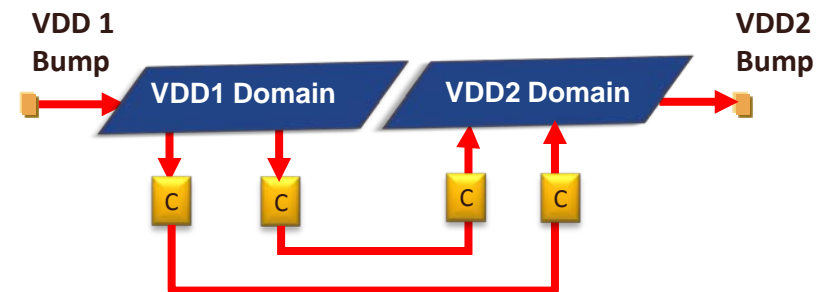 VDD 1
Bump
VDD2
Bump
VDD1 Domain
VDD2 Domain
C
C
C
C